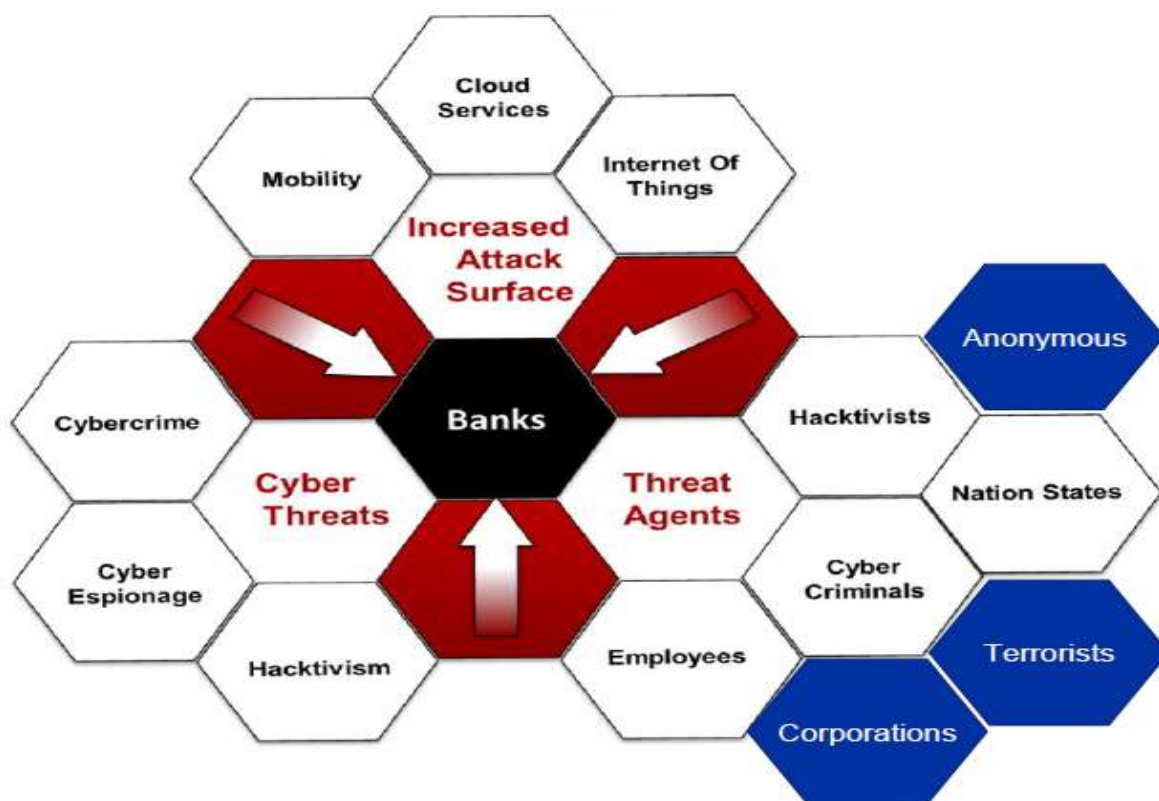 Cloud
Services
Mobility
Internet Of
Things
Increased
Attack
Surface
Anonymous
Banks
Cybercrime
Hacktivists
Cyber
Threats
Threat
Agents
Nation States
Cyber
Espionage
Cyber
Criminals
Hacktivism
Employees
Terrorists
Corporations